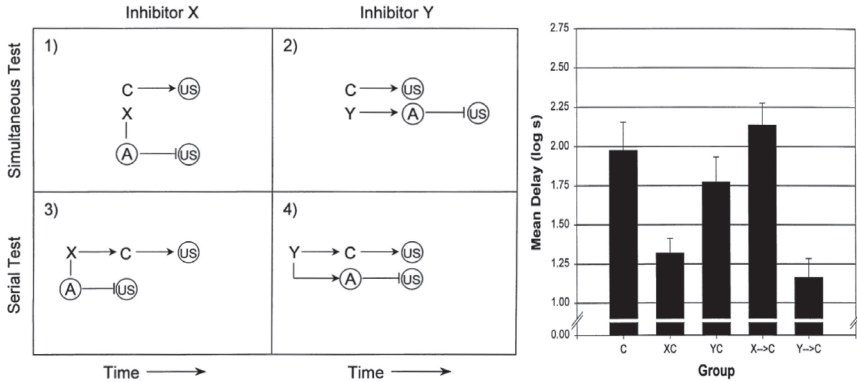 Inhibitor X
Inhibitor Y
Simultaneous Test
1)
C US
X
A US
2)
C US
Y A US
Serial Test
3)
X C US
A US
4)
Y C US
A US
Time
Time
Mean Delay (log s)
2.75
2.50
2.25
2.00
1.75
1.50
1.25
1.00
0.00
C XC YC X-->C Y-->C
Group